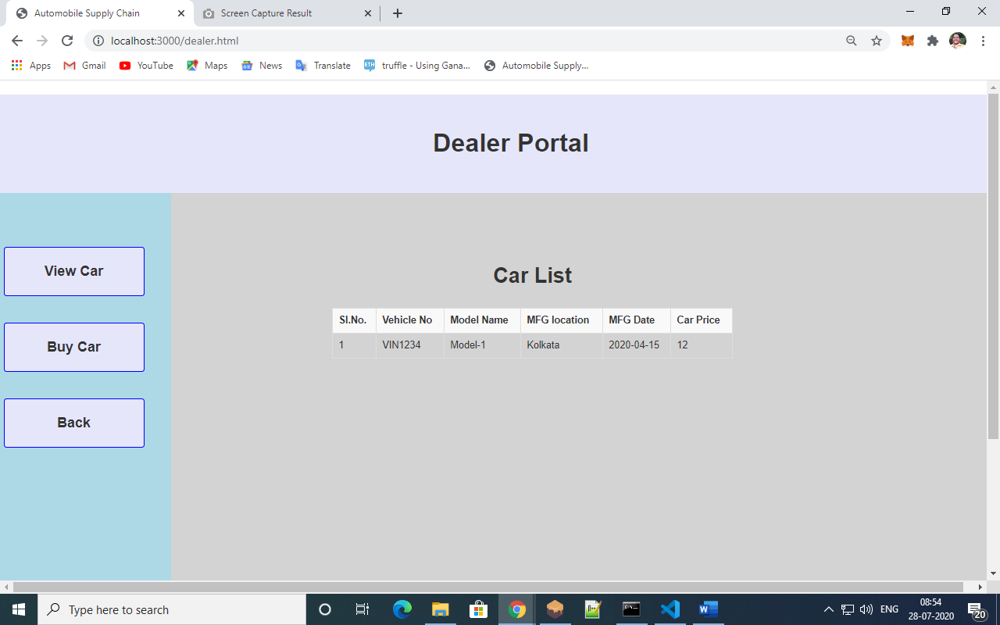 Automobile Supply Chain
Screen Capture Result
localhost:3000/dealer.html
Apps Gmail YouTube Maps News Translate ETH truffle - Using Gana... Automobile Supply...
Dealer Portal
View Car
Buy Car
Back
Car List
Sl.No. Vehicle No Model Name MFG location MFG Date Car Price
1 VIN1234 Model-1 Kolkata 2020-04-15 12
Type here to search
ENG
08:54
28-07-2020
20